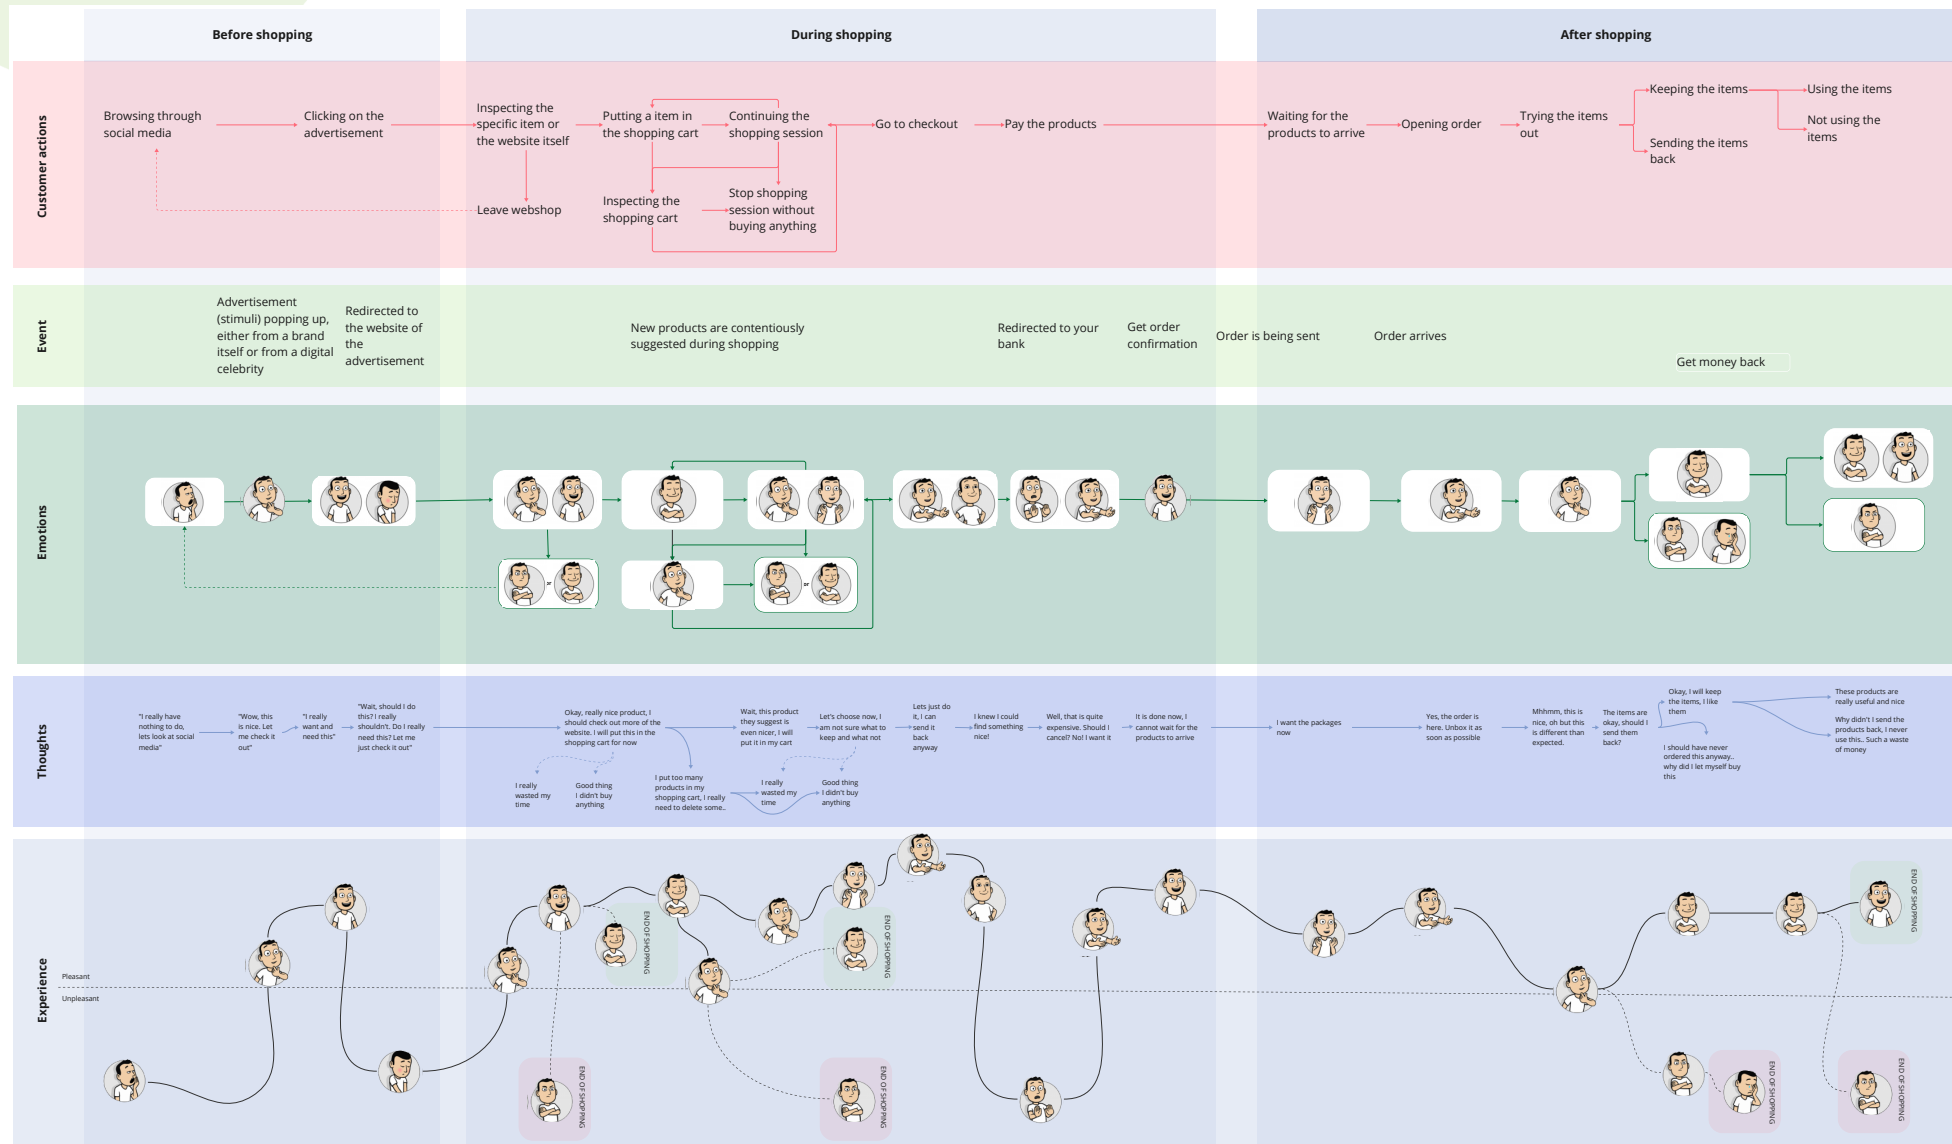 Before shopping
During shopping
After shopping
Customer actions
Browsing through
social media
Clicking on the
advertisement
Inspecting the
specific item or
the website itself
Putting a item in
the shopping cart
Continuing the
shopping session
Go to checkout
Pay the products
Waiting for the
products to arrive
Opening order
Trying the items
out
Keeping the items
Using the items
Not using the
items
Sending the items
back
Leave webshop
Inspecting the
shopping cart
Stop shopping
session without
buying anything
Event
Advertisement
(stimuli) popping up,
either from a brand
itself or from a digital
celebrity
Redirected to
the website of
the
advertisement
New products are contentiously
suggested during shopping
Redirected to your
bank
Get order
confirmation
Order is being sent
Order arrives
Get money back
Emotions
or
or
Thoughts
"I really have
nothing to do,
lets look at social
media"
"Wow, this
is nice. Let
me check it
out"
"I really
want and
need this"
"Wait, should I do
this? I really
shouldn't. Do I really
need this? Let me
just check it out"
Okay, really nice product, I
should check out more of the
website. I will put this in the
shopping cart for now
Wait, this product
they suggest is
even nicer, I will
put it in my cart
Let's choose now, I
am not sure what to
keep and what not
Lets just do
it, I can
send it
back
anyway
I knew I could
find something
nice!
Well, that is quite
expensive. Should I
cancel? No! I want it
It is done now, I
cannot wait for the
products to arrive
I want the packages
now
Yes, the order is
here. Unbox it as
soon as possible
Mhhmm, this is
nice, oh but this
is different than
expected.
The items are
okay, should I
send them
back?
Okay, I will keep
the items, I like
them
These products are
really useful and nice
Why didn't I send the
products back, I never
use this.. Such a waste
of money
I should have never
ordered this anyway..
why did I let myself buy
this
I really
wasted my
time
Good thing
I didn't buy
anything
I put too many
products in my
shopping cart, I really
need to delete some..
I really
wasted my
time
Good thing
I didn't buy
anything
Experience
Pleasant
Unpleasant
END OF SHOPPING
END OF SHOPPING
END OF SHOPPING
END OF SHOPPING
END OF SHOPPING
END OF SHOPPING
END OF SHOPPING